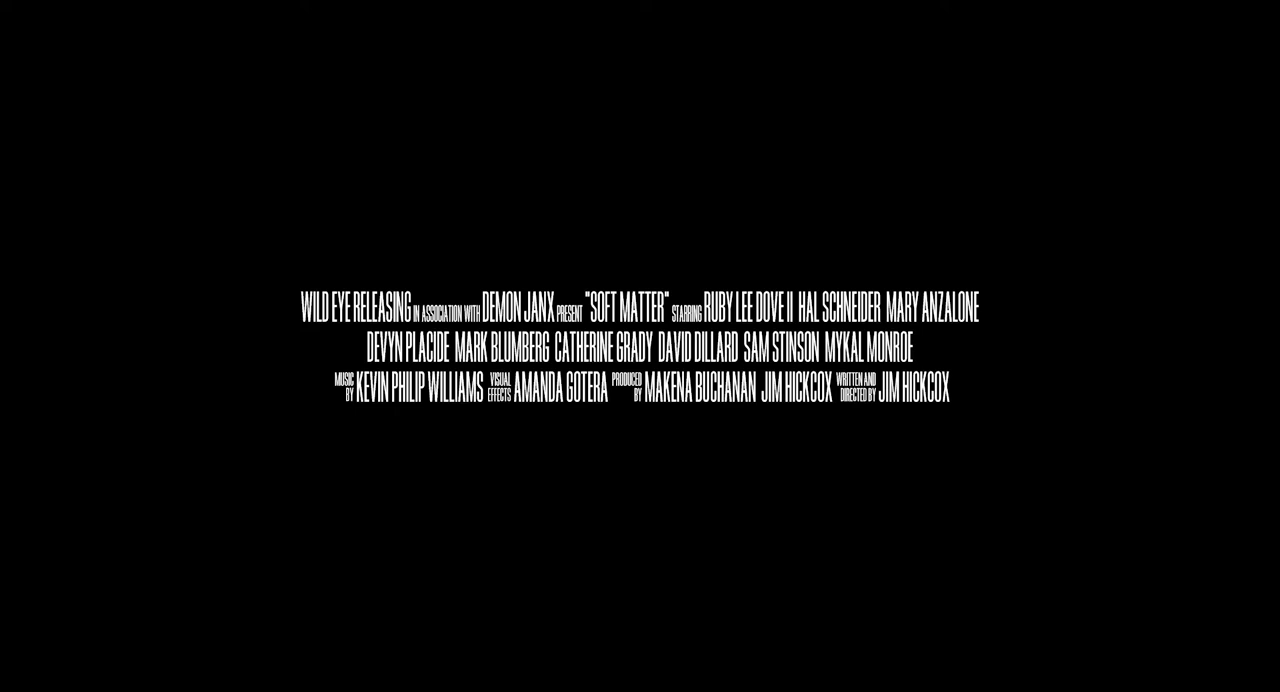 WILD EYE RELEASING IN ASSOCIATION WITH DEMON JANX PRESENT "SOFT MATTER" STARRING RUBY LEE DOVE II HAL SCHNEIDER MARY ANZALONE
DEVYN PLACIDE MARK BLUMBERG CATHERINE GRADY DAVID DILLARD SAM STINSON MYKAL MONROE
MUSIC BY KEVIN PHILIP WILLIAMS VISUAL EFFECTS AMANDA GOTERA PRODUCED BY MAKENA BUCHANAN JIM HICKCOX WRITTEN AND DIRECTED BY JIM HICKCOX